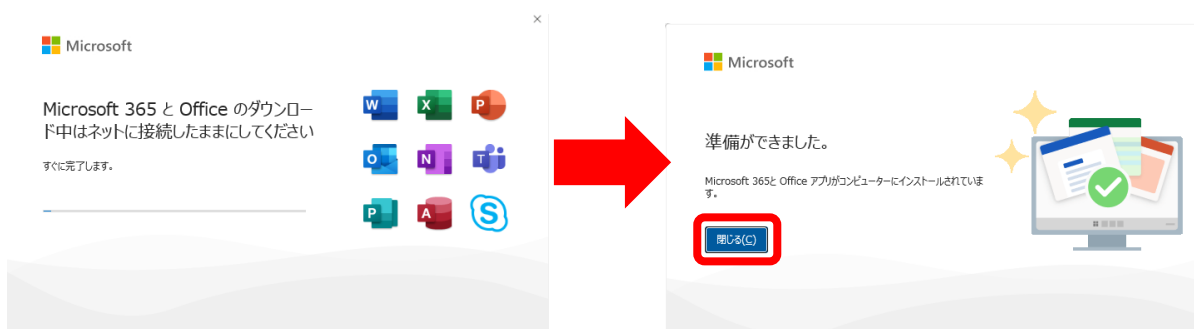 Microsoft
Microsoft 365 と Office のダウンロー
ド中はネットに接続したままにしてください
すぐに完了します。
W
X
P
O
N
T
P
A
S
Microsoft
準備ができました。
Microsoft 365と Office アプリがコンピューターにインストールされていま
す。
閉じる(C)